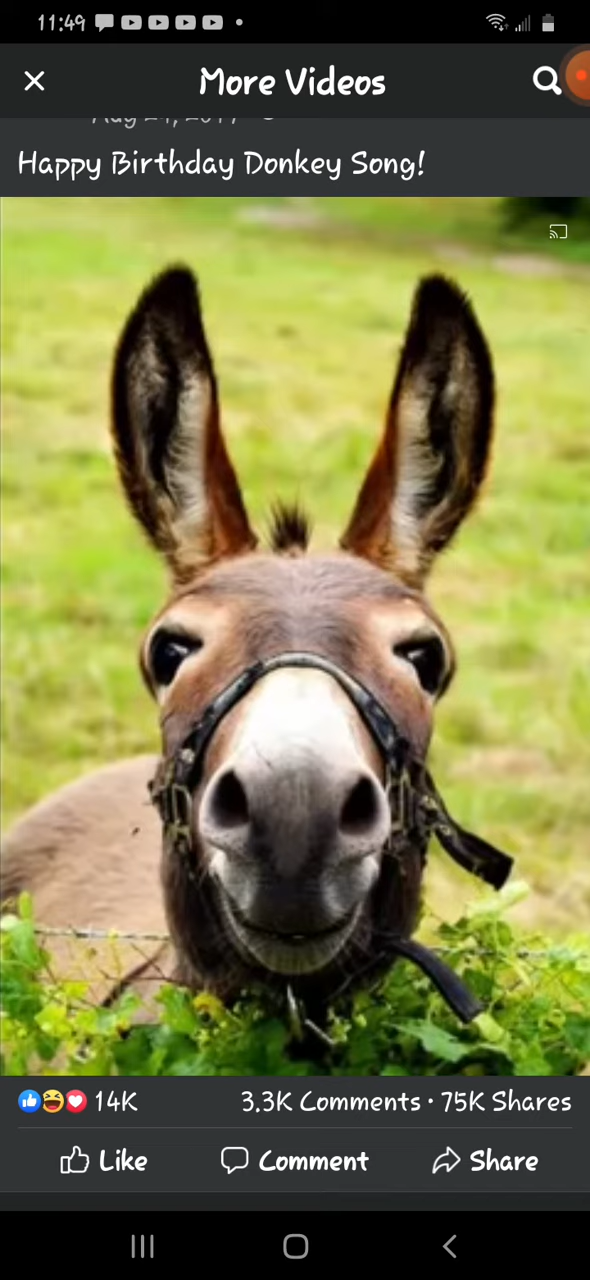 11:49
More Videos
Happy Birthday Donkey Song!
14K 3.3K Comments • 75K Shares
Like Comment Share